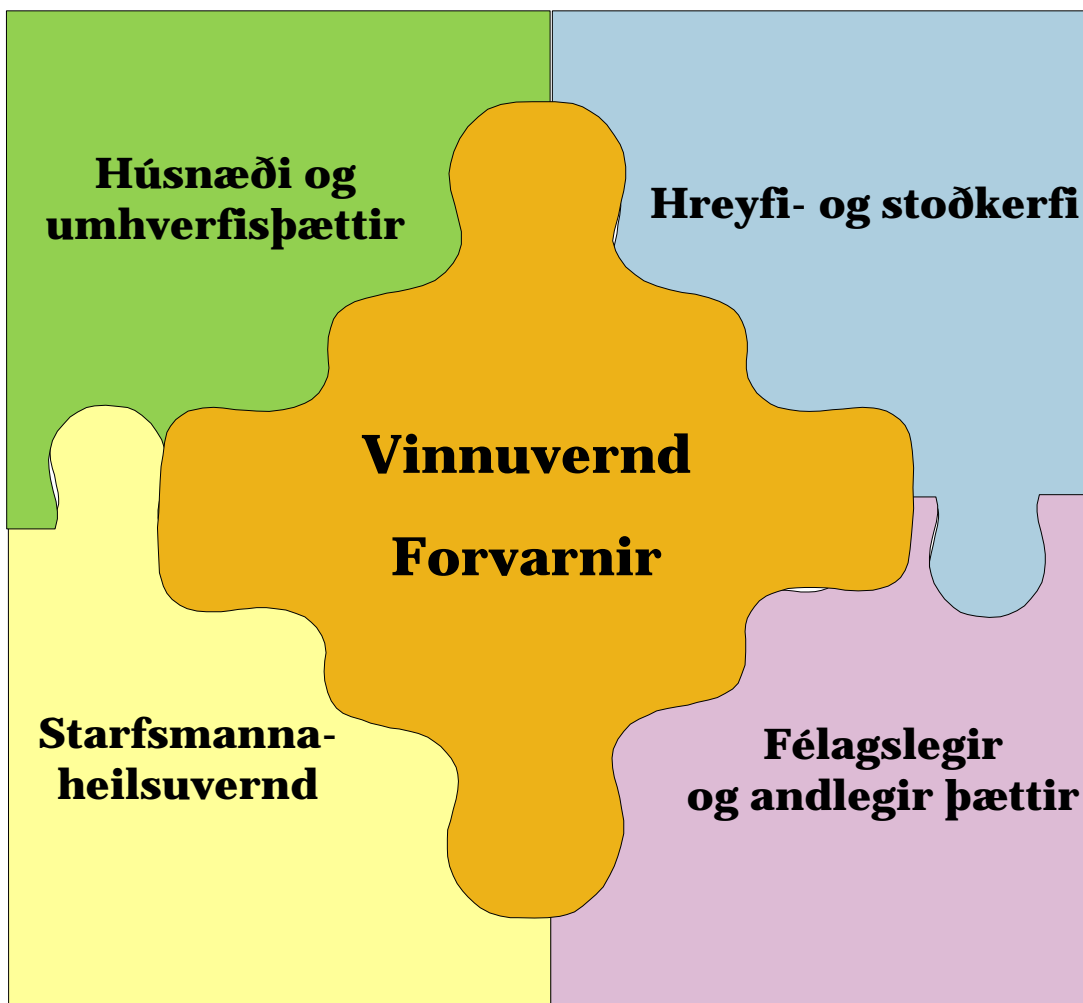 Húsnæði og
umhverfisþættir
Hreyfi- og stoðkerfi
Vinnuvernd
Forvarnir
Starfsmanna-
heilsuvernd
Félagslegir
og andlegir þættir